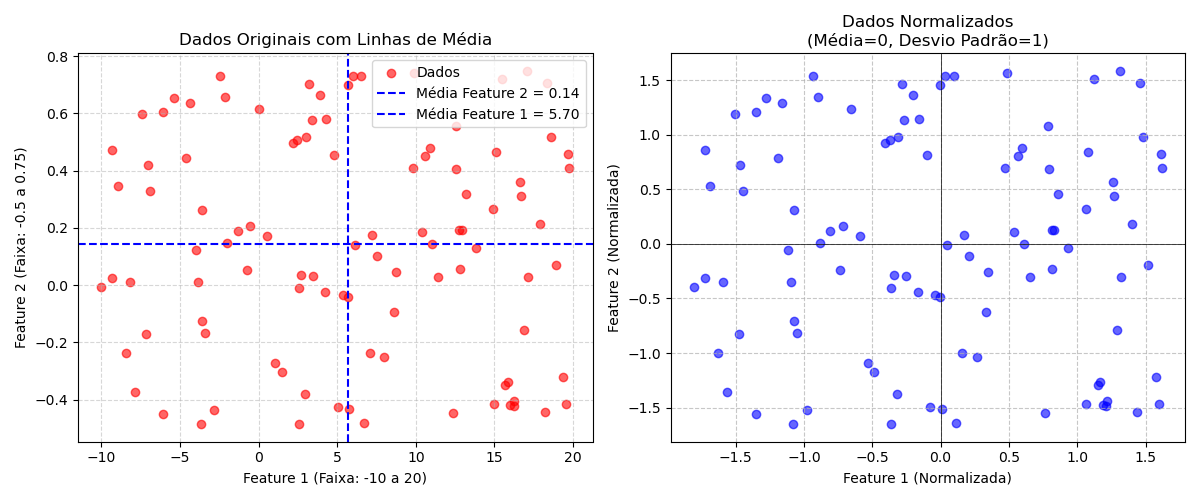 Dados Originais com Linhas de Média
Dados
Média Feature 2 = 0.14
Média Feature 1 = 5.70
0.8
0.6
0.4
0.2
0.0
−0.2
−0.4
Feature 2 (Faixa: -0.5 a 0.75)
−10
−5
0
5
10
15
20
Feature 1 (Faixa: -10 a 20)
Dados Normalizados
(Média=0, Desvio Padrão=1)
1.5
1.0
0.5
0.0
−0.5
−1.0
−1.5
Feature 2 (Normalizada)
−1.5
−1.0
−0.5
0.0
0.5
1.0
1.5
Feature 1 (Normalizada)